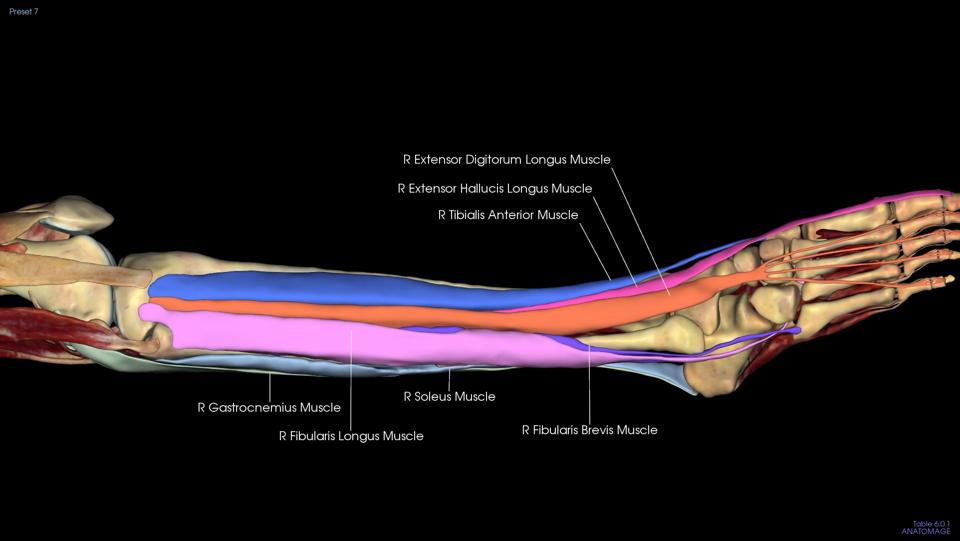 Preset 7
R Extensor Digitorum Longus Muscle
R Extensor Hallucis Longus Muscle
R Tibialis Anterior Muscle
R Soleus Muscle
R Gastrocnemius Muscle
R Fibularis Brevis Muscle
R Fibularis Longus Muscle
Table 6.0.1
ANATOMAGE